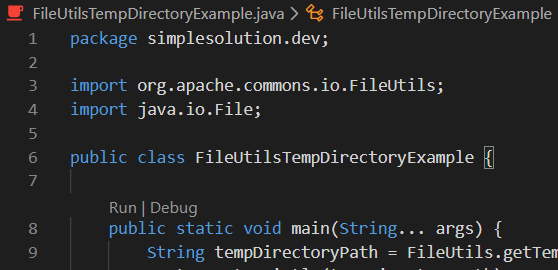 FileUtilsTempDirectoryExample.java > FileUtilsTempDirectoryExample
1 package simplesolution.dev;
2
3 import org.apache.commons.io.FileUtils;
4 import java.io.File;
5
6 public class FileUtilsTempDirectoryExample {
7
Run | Debug
8 public static void main(String... args) {
9 String tempDirectoryPath = FileUtils.getTem